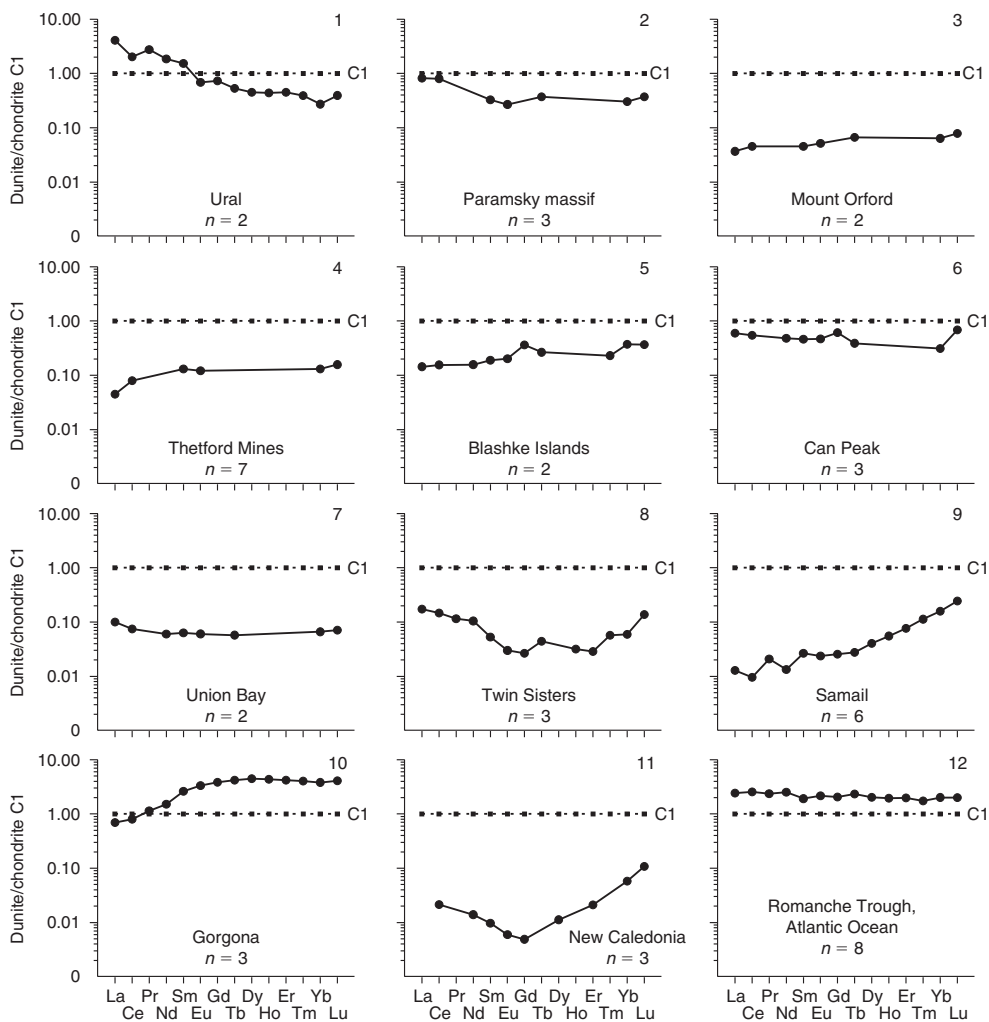 Dunite/chondrite C1
10.00
1.00
0.10
0.01
0
1
C1
Ural
n = 2
2
C1
Paramsky massif
n = 3
3
C1
Mount Orford
n = 2
Dunite/chondrite C1
10.00
1.00
0.10
0.01
0
4
C1
Thetford Mines
n = 7
5
C1
Blashke Islands
n = 2
6
C1
Can Peak
n = 3
Dunite/chondrite C1
10.00
1.00
0.10
0.01
0
7
C1
Union Bay
n = 2
8
C1
Twin Sisters
n = 3
9
C1
Samail
n = 6
Dunite/chondrite C1
10.00
1.00
0.10
0.01
0
10
C1
Gorgona
n = 3
11
C1
New Caledonia
n = 3
12
C1
Romanche Trough,
Atlantic Ocean
n = 8
La Pr Sm Gd Dy Er Yb
Ce Nd Eu Tb Ho Tm Lu
La Pr Sm Gd Dy Er Yb
Ce Nd Eu Tb Ho Tm Lu
La Pr Sm Gd Dy Er Yb
Ce Nd Eu Tb Ho Tm Lu